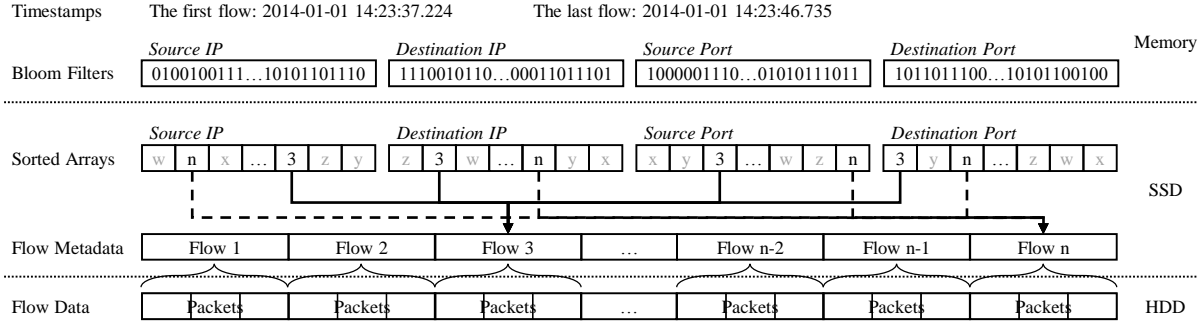 Timestamps The first flow: 2014-01-01 14:23:37.224 The last flow: 2014-01-01 14:23:46.735
Memory
Source IP Destination IP Source Port Destination Port
Bloom Filters 0100100111…10101101110 1110010110…00011011101 1000001110…01010111011 1011011100…10101100100
Source IP Destination IP Source Port Destination Port
Sorted Arrays w n x … 3 z y z 3 w … n y x x y 3 … w z n 3 y n … z w x
SSD
Flow Metadata Flow 1 Flow 2 Flow 3 … Flow n-2 Flow n-1 Flow n
Flow Data Packets Packets Packets … Packets Packets Packets HDD